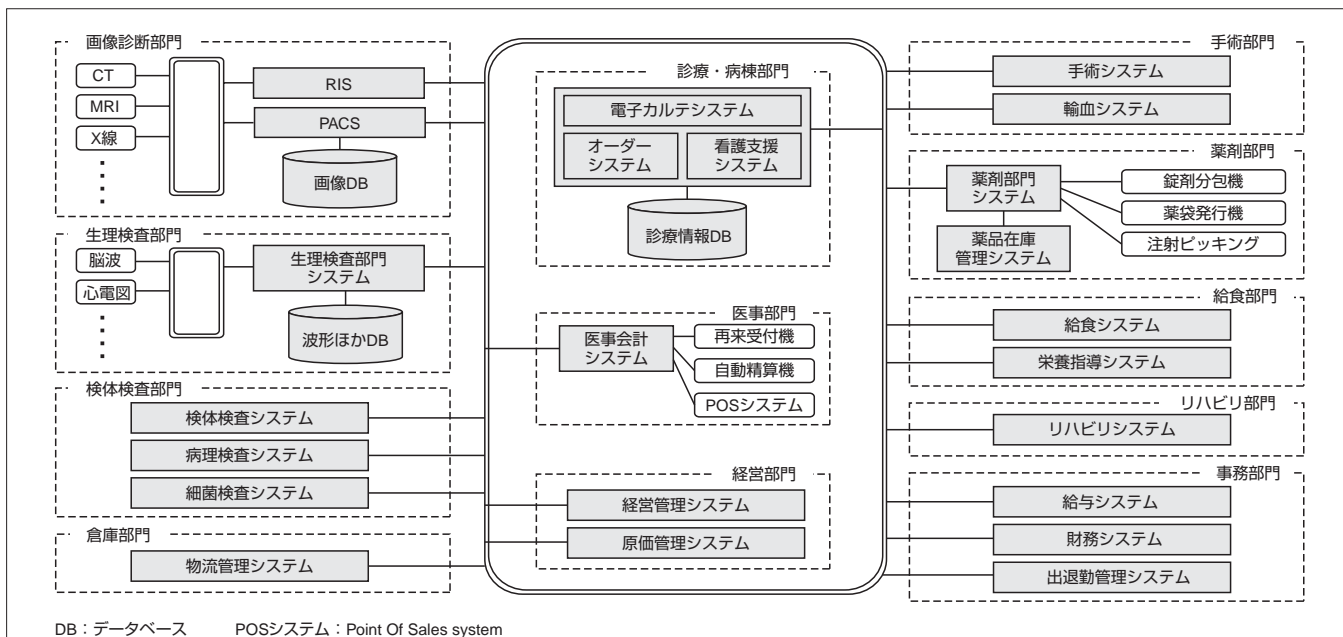 画像診断部門
CT
MRI
X線
RIS
PACS
画像DB
生理検査部門
脳波
心電図
生理検査部門
システム
波形ほかDB
検体検査部門
検体検査システム
病理検査システム
細菌検査システム
倉庫部門
物流管理システム
診療・病棟部門
電子カルテシステム
オーダー
システム
看護支援
システム
診療情報DB
医事部門
医事会計
システム
再来受付機
自動精算機
POSシステム
経営部門
経営管理システム
原価管理システム
手術部門
手術システム
輸血システム
薬剤部門
薬剤部門
システム
薬品在庫
管理システム
錠剤分包機
薬袋発行機
注射ピッキング
給食部門
給食システム
栄養指導システム
リハビリ部門
リハビリシステム
事務部門
給与システム
財務システム
出退勤管理システム
DB：データベース　　POSシステム：Point Of Sales system